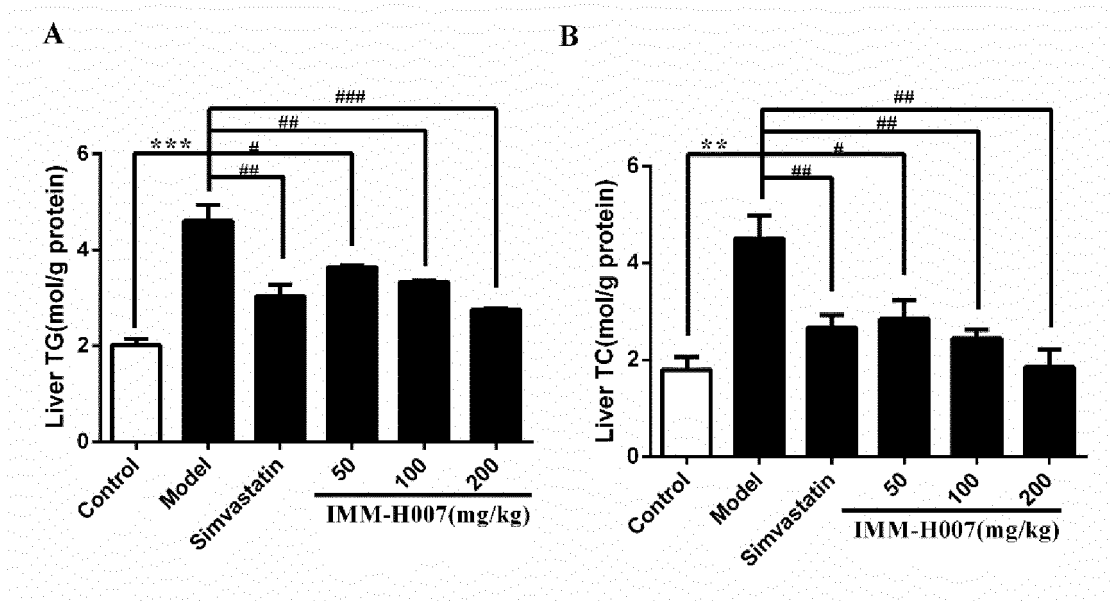 A
###
##
*** #
##
6
4
2
0
Liver TG(mol/g protein)
Control
Model
Simvastatin
50
100
200
IMM-H007(mg/kg)
B
##
##
** #
##
6
4
2
0
Liver TC(mol/g protein)
Control
Model
Simvastatin
50
100
200
IMM-H007(mg/kg)